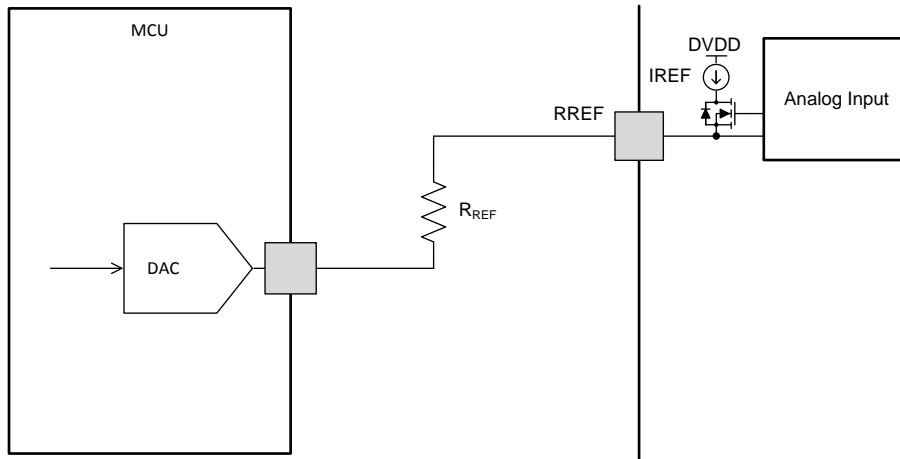 MCU
DVDD
IREF
Analog Input
RREF
RREF
DAC